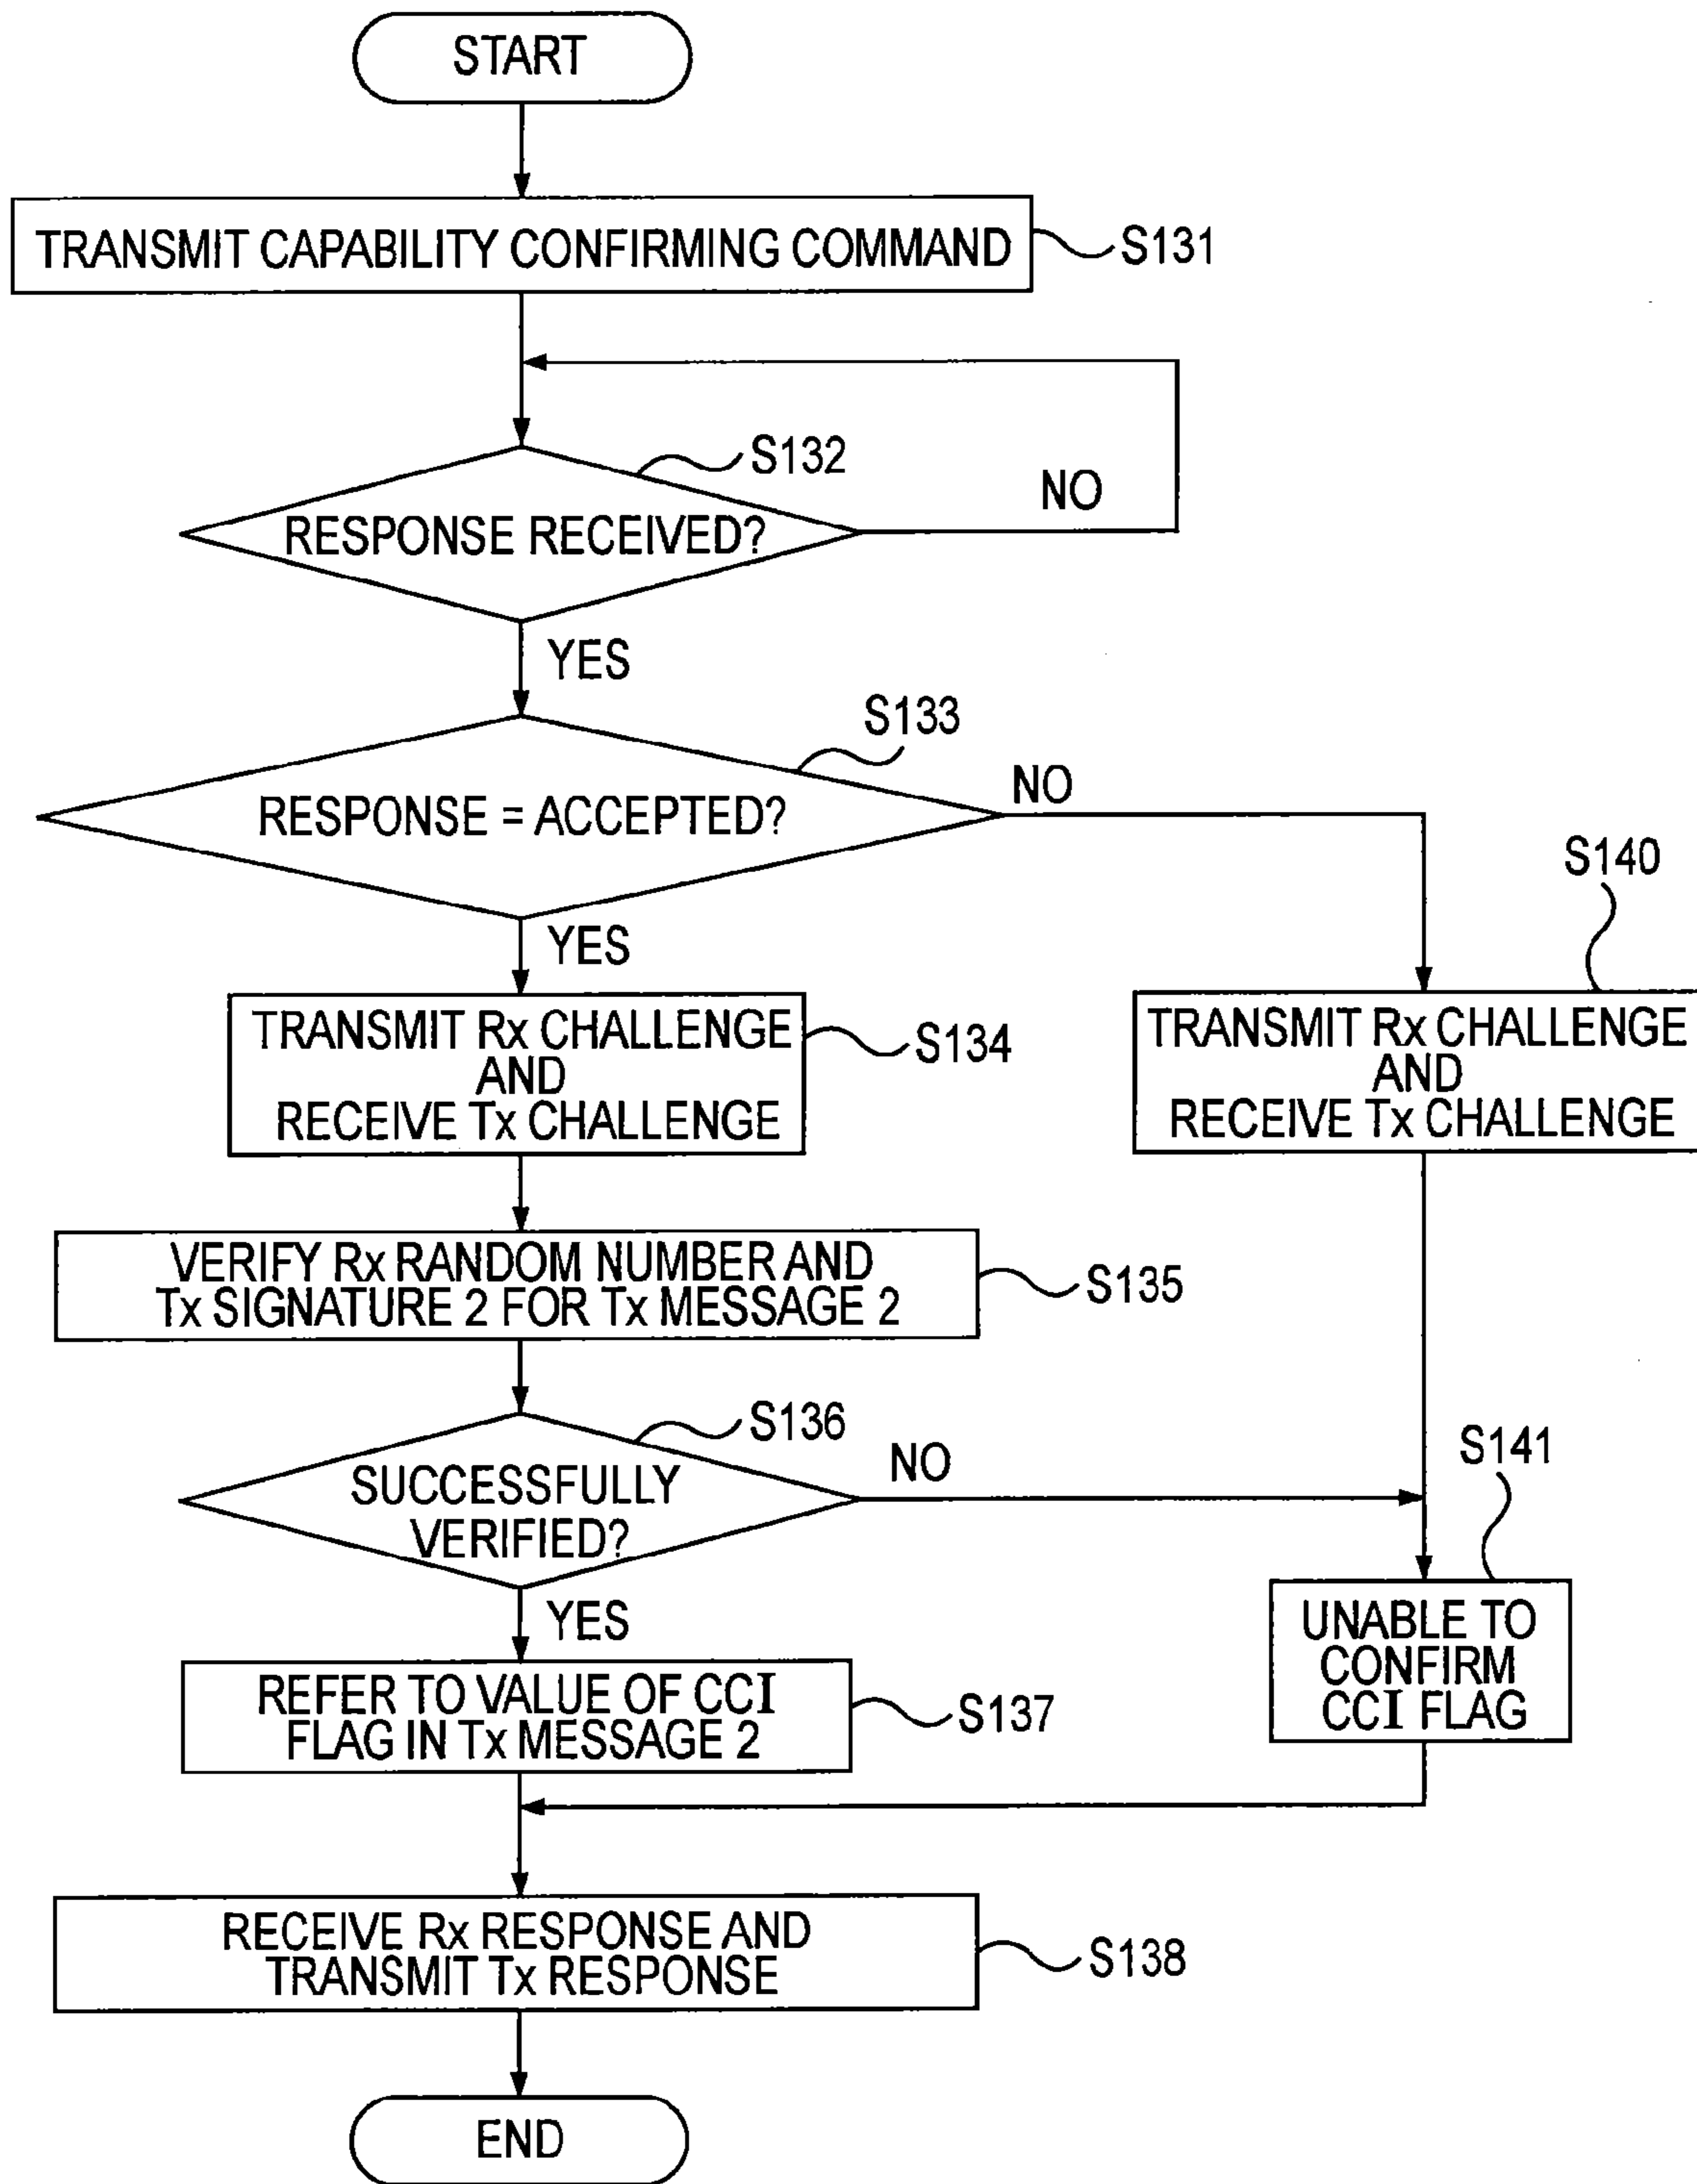 START
TRANSMIT CAPABILITY CONFIRMING COMMAND
S131
S132
NO
RESPONSE RECEIVED?
YES
S133
NO
RESPONSE = ACCEPTED?
S140
YES
TRANSMIT Rx CHALLENGE
AND
RECEIVE Tx CHALLENGE
S134
TRANSMIT Rx CHALLENGE
AND
RECEIVE Tx CHALLENGE
VERIFY Rx RANDOM NUMBER AND
Tx SIGNATURE 2 FOR Tx MESSAGE 2
S135
S136
NO
S141
SUCCESSFULLY
VERIFIED?
YES
UNABLE TO
CONFIRM
CCI FLAG
REFER TO VALUE OF CCI
FLAG IN Tx MESSAGE 2
S137
RECEIVE Rx RESPONSE AND
TRANSMIT Tx RESPONSE
S138
END